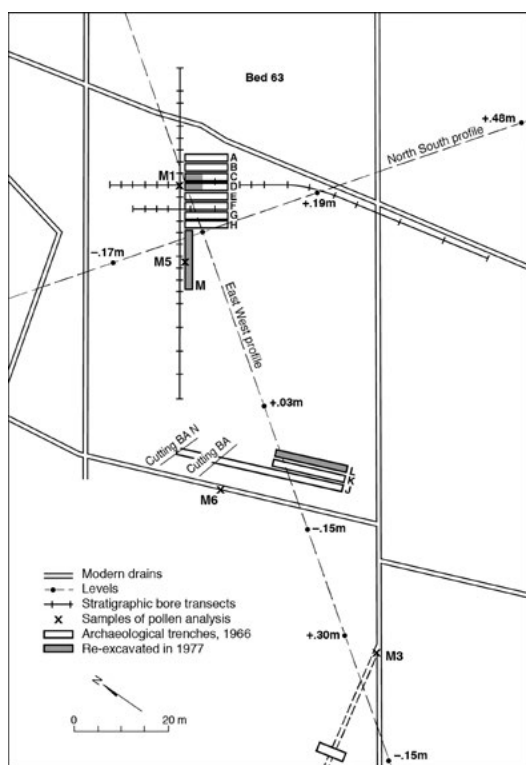 Bed 63
+.48m
North South profile
A
B
M1
C
D
E
+.19m
F
G
H
-.17m
M5
M
East West profile
+.03m
Cutting BA N
Cutting BA
L
K
J
M6
-.15m
Modern drains
Levels
Stratigraphic bore transects
Samples of pollen analysis
Archaeological trenches, 1966
Re-excavated in 1977
+.30m
M3
N
0 20 m
-.15m